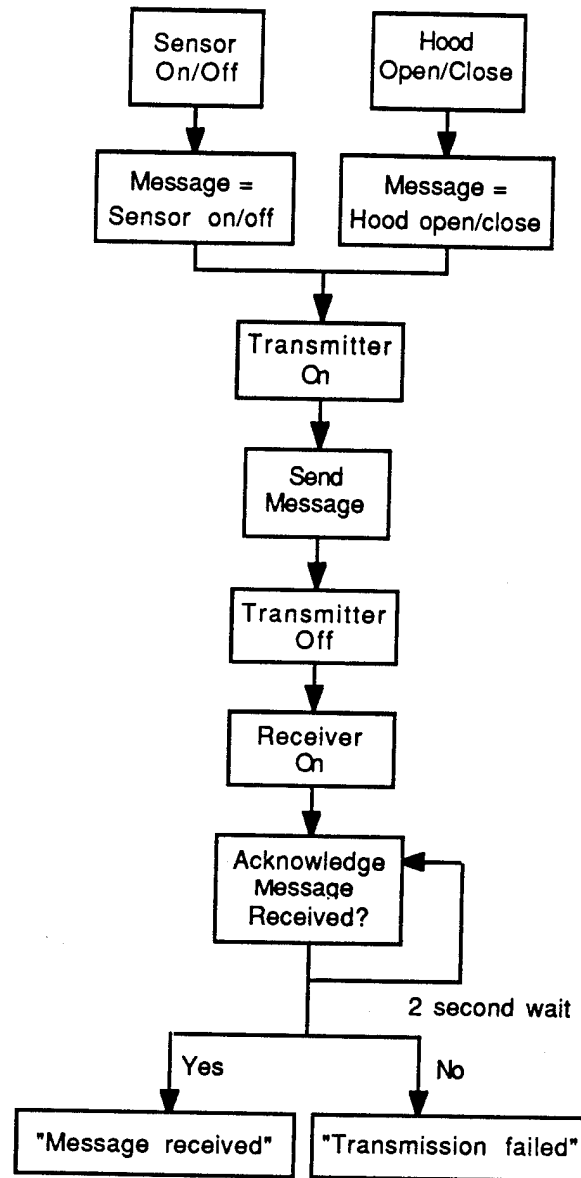 Sensor
On/Off
Hood
Open/Close
Message =
Sensor on/off
Message =
Hood open/close
Transmitter
On
Send
Message
Transmitter
Off
Receiver
On
Acknowledge
Message
Received?
2 second wait
Yes
No
"Message received"
"Transmission failed"